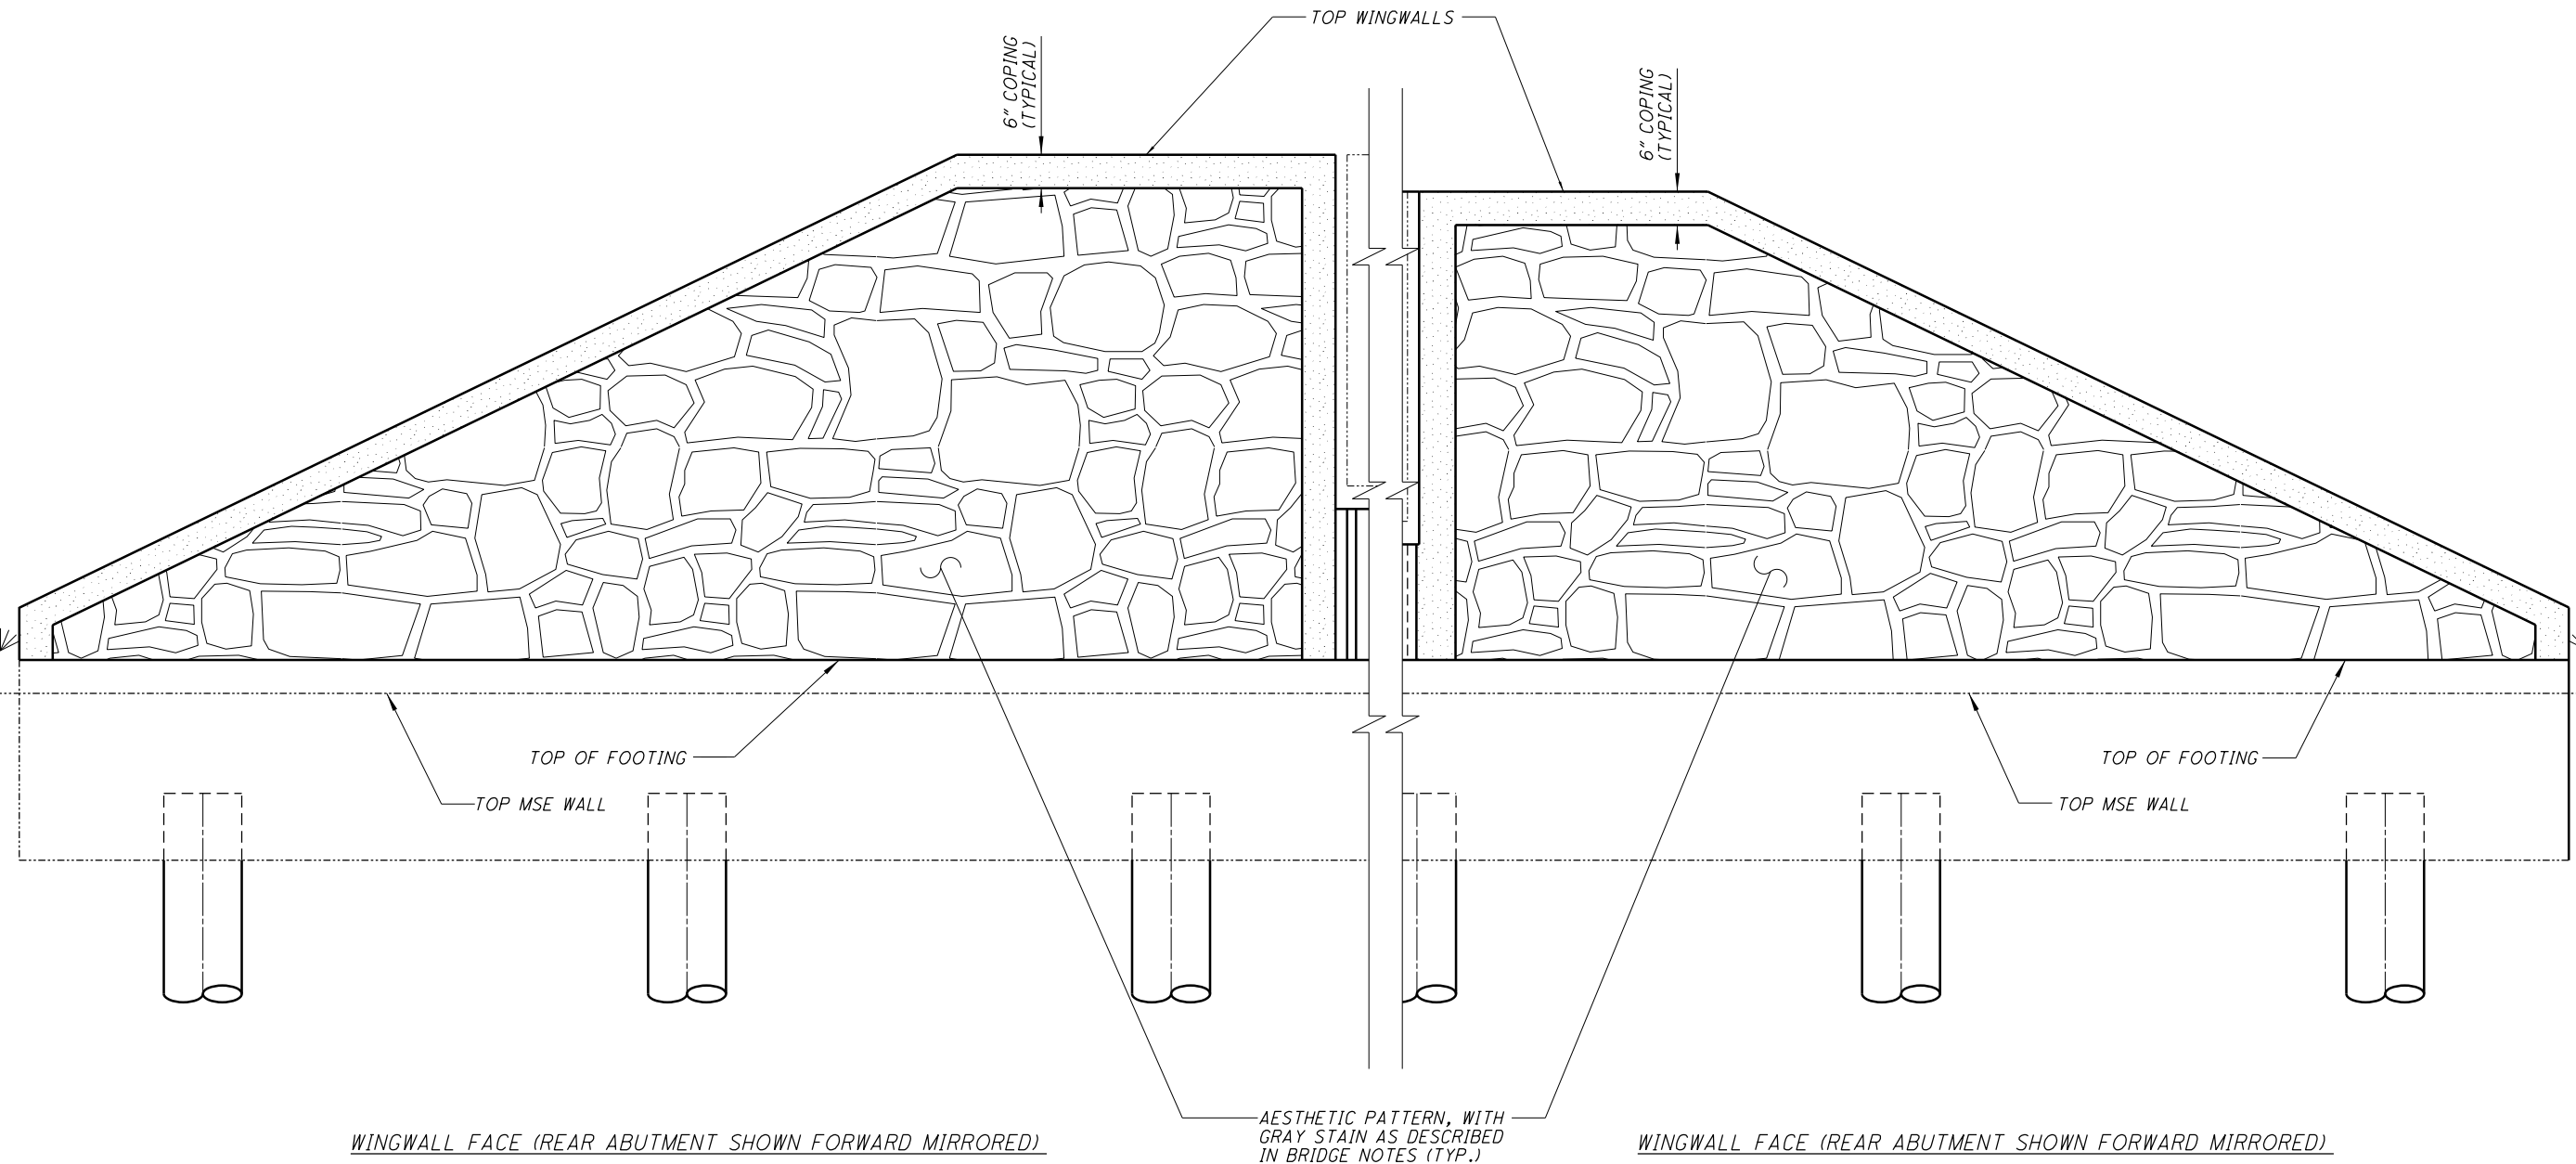 TOP WINGWALLS
6" COPING
(TYPICAL)
6" COPING
(TYPICAL)
TOP OF FOOTING
TOP MSE WALL
TOP OF FOOTING
TOP MSE WALL
AESTHETIC PATTERN, WITH
GRAY STAIN AS DESCRIBED
IN BRIDGE NOTES (TYP.)
WINGWALL FACE (REAR ABUTMENT SHOWN FORWARD MIRRORED)
WINGWALL FACE (REAR ABUTMENT SHOWN FORWARD MIRRORED)